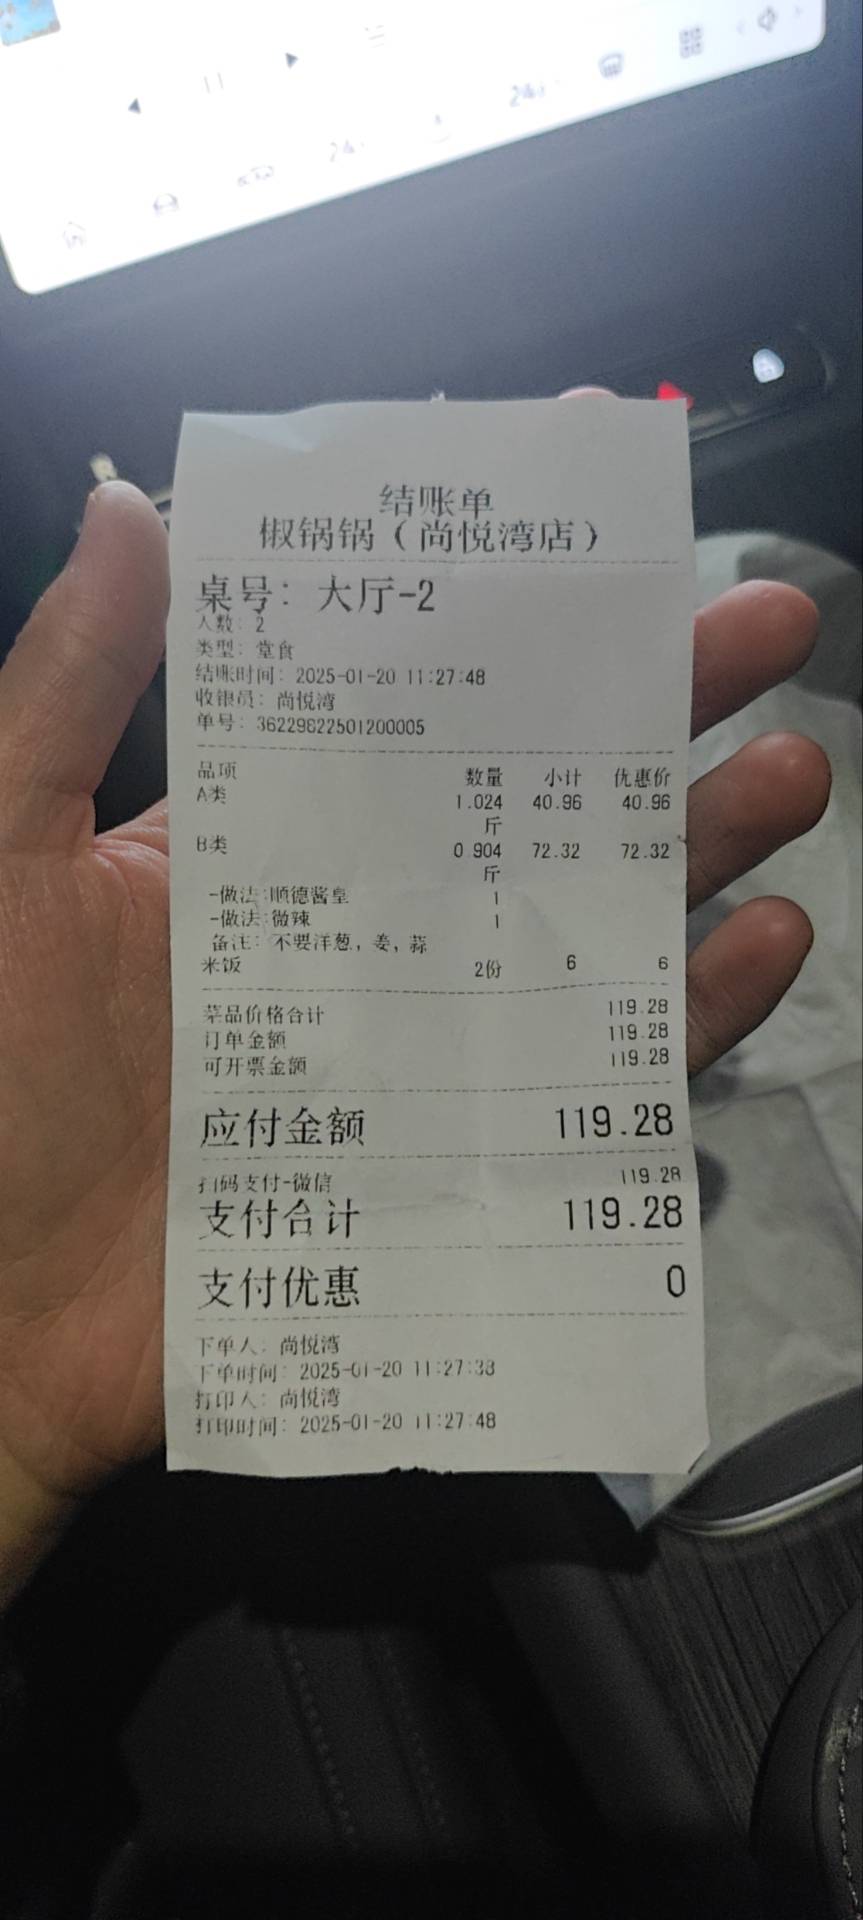 24
24
结账单
椒锅锅（尚悦湾店）
桌号：大厅-2
人数：2
类型：堂食
结账时间：2025-01-20 11:27:48
收银员：尚悦湾
单号：36229822501200005
品项 数量 小计 优惠价
A类 1.024 40.96 40.96
斤
B类 0.904 72.32 72.32
斤
-做法:顺德酱皇 1
-做法:微辣 1
备注：不要洋葱，姜，蒜
米饭 2份 6 6
菜品价格合计 119.28
订单金额 119.28
可开票金额 119.28
应付金额 119.28
扫码支付-微信 119.28
支付合计 119.28
支付优惠 0
下单人：尚悦湾
下单时间：2025-01-20 11:27:38
打印人：尚悦湾
打印时间：2025-01-20 11:27:48